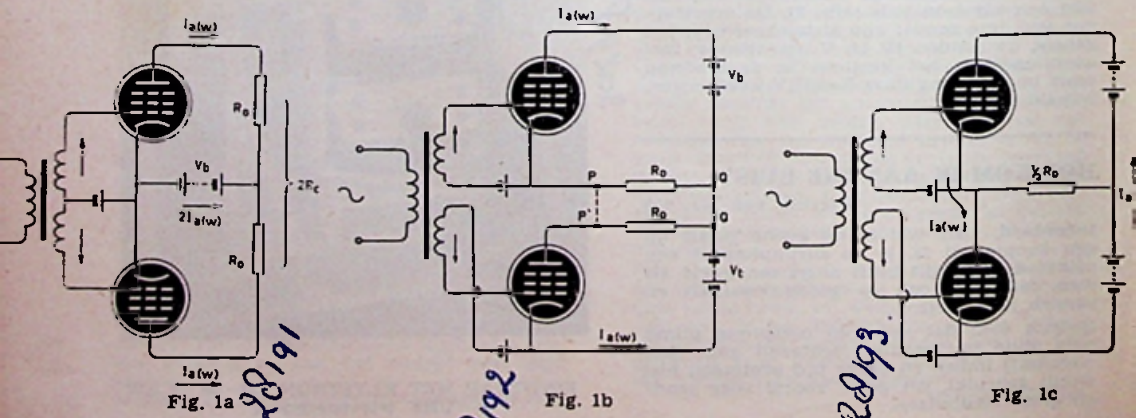 Ia(w)
Ro
Vb
2Ia(w)
2Rc
Ro
Ia(w)
Fig. 1a
28191
Ia(w)
Vb
P
Ro
Q
P'
Ro
Q
Vt
Ia(w)
Fig. 1b
192
½Ro
Ia(w)
Ia
Fig. 1c
28193